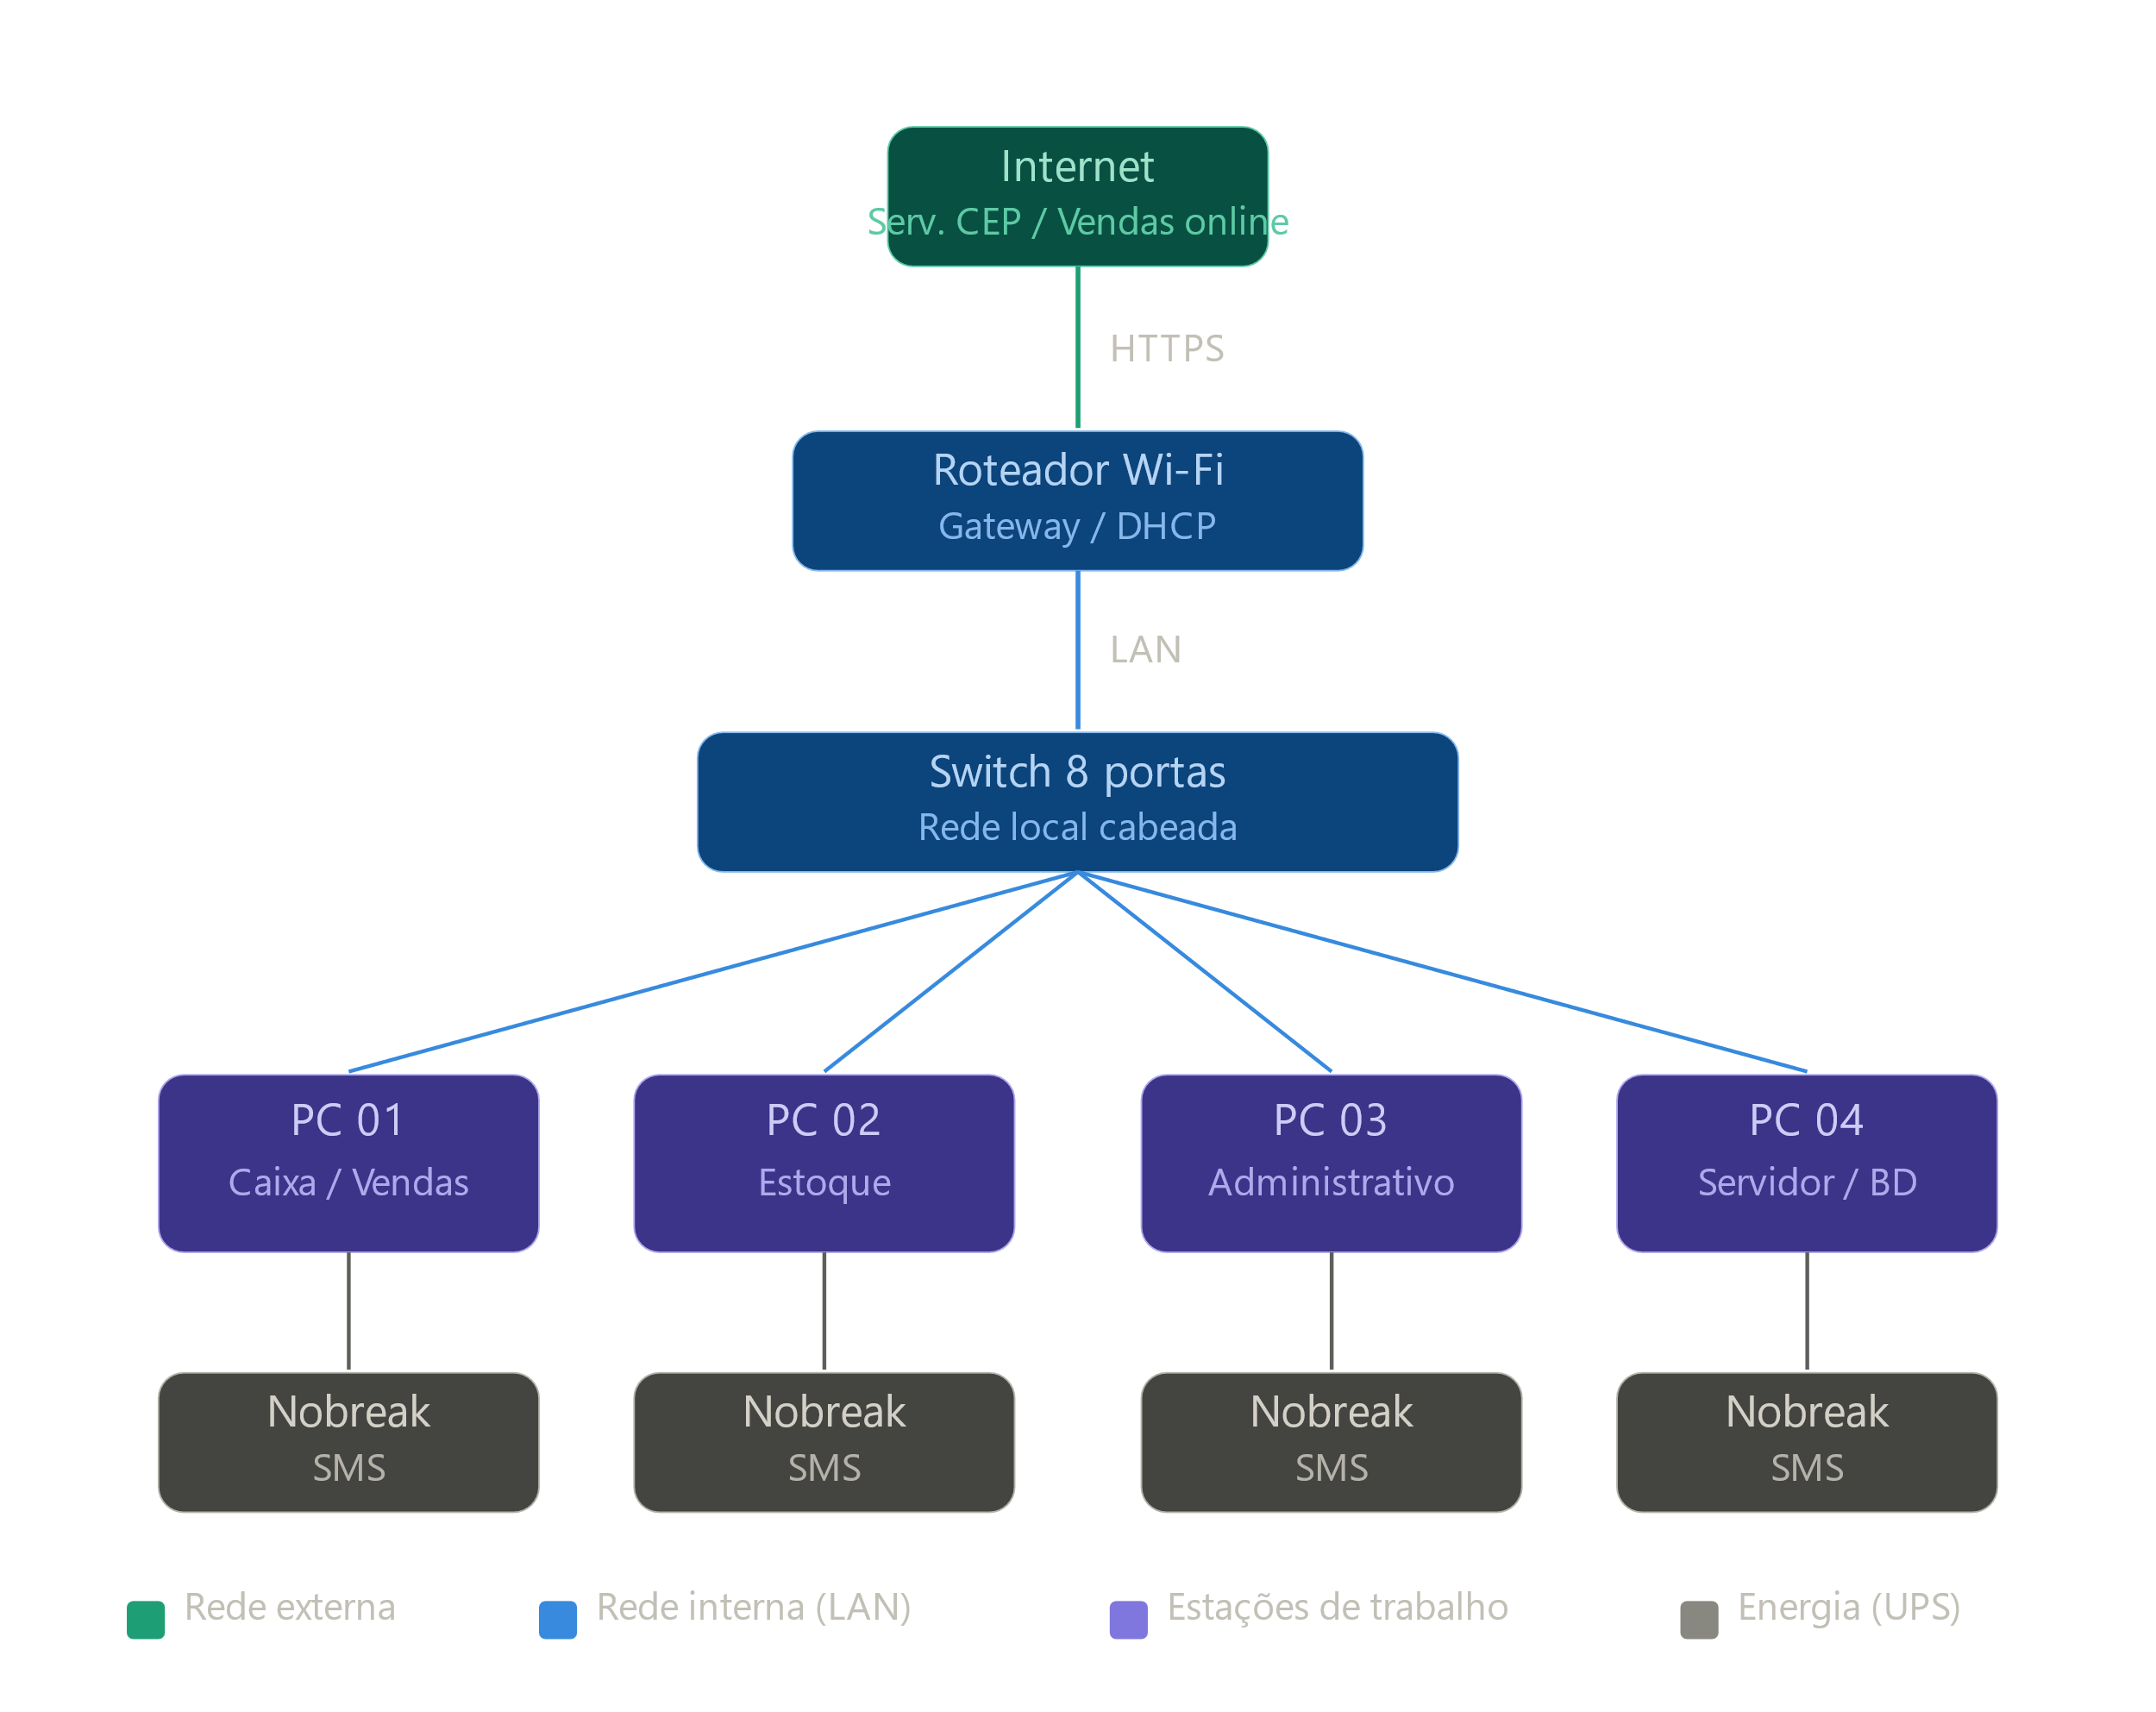 Internet
Serv. CEP / Vendas online
HTTPS
Roteador Wi-Fi
Gateway / DHCP
LAN
Switch 8 portas
Rede local cabeada
PC 01
Caixa / Vendas
PC 02
Estoque
PC 03
Administrativo
PC 04
Servidor / BD
Nobreak
SMS
Nobreak
SMS
Nobreak
SMS
Nobreak
SMS
Rede externa
Rede interna (LAN)
Estações de trabalho
Energia (UPS)